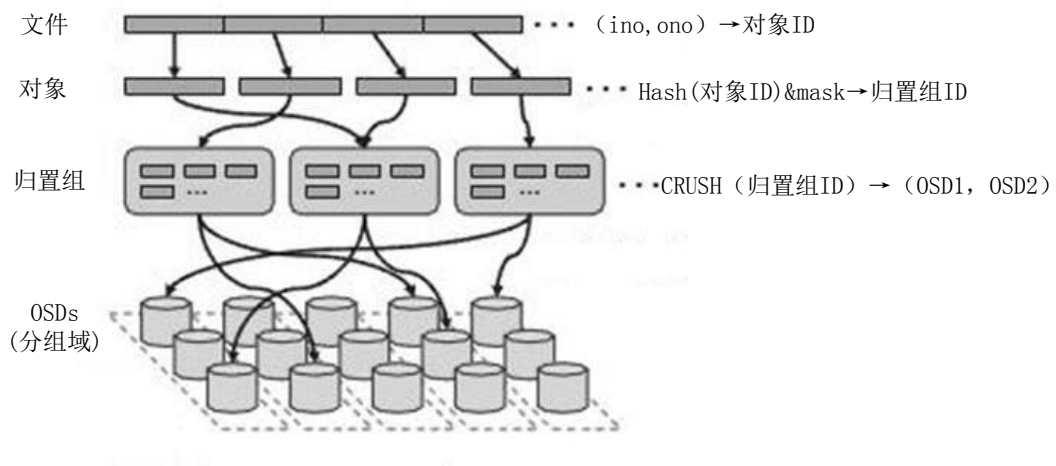 文件
··· （ino,ono）→对象ID
对象
··· Hash(对象ID)&mask→归置组ID
...
...
...
归置组
···CRUSH（归置组ID）→（OSD1，OSD2）
OSDs
(分组域)